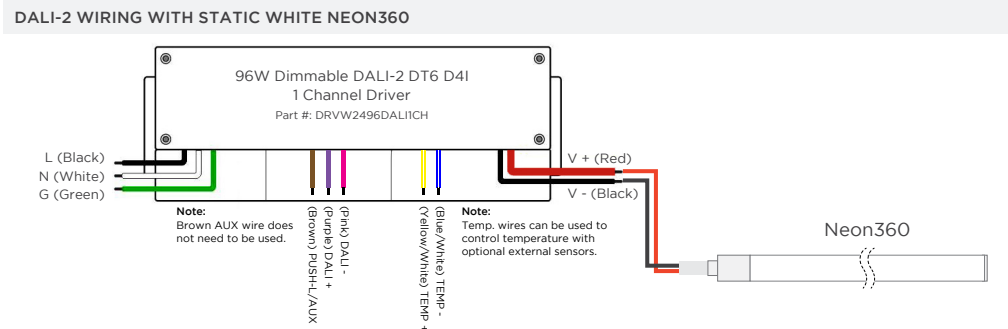 DALI-2 WIRING WITH STATIC WHITE NEON360
96W Dimmable DALI-2 DT6 D4I
1 Channel Driver
Part #: DRVW2496DALI1CH
L (Black)
N (White)
G (Green)
V + (Red)
V - (Black)
Note:
Brown AUX wire does
not need to be used.
(Brown) PUSH-L/AUX
(Purple) DALI +
(Pink) DALI -
(Yellow/White) TEMP +
(Blue/White) TEMP -
Note:
Temp. wires can be used to
control temperature with
optional external sensors.
Neon360